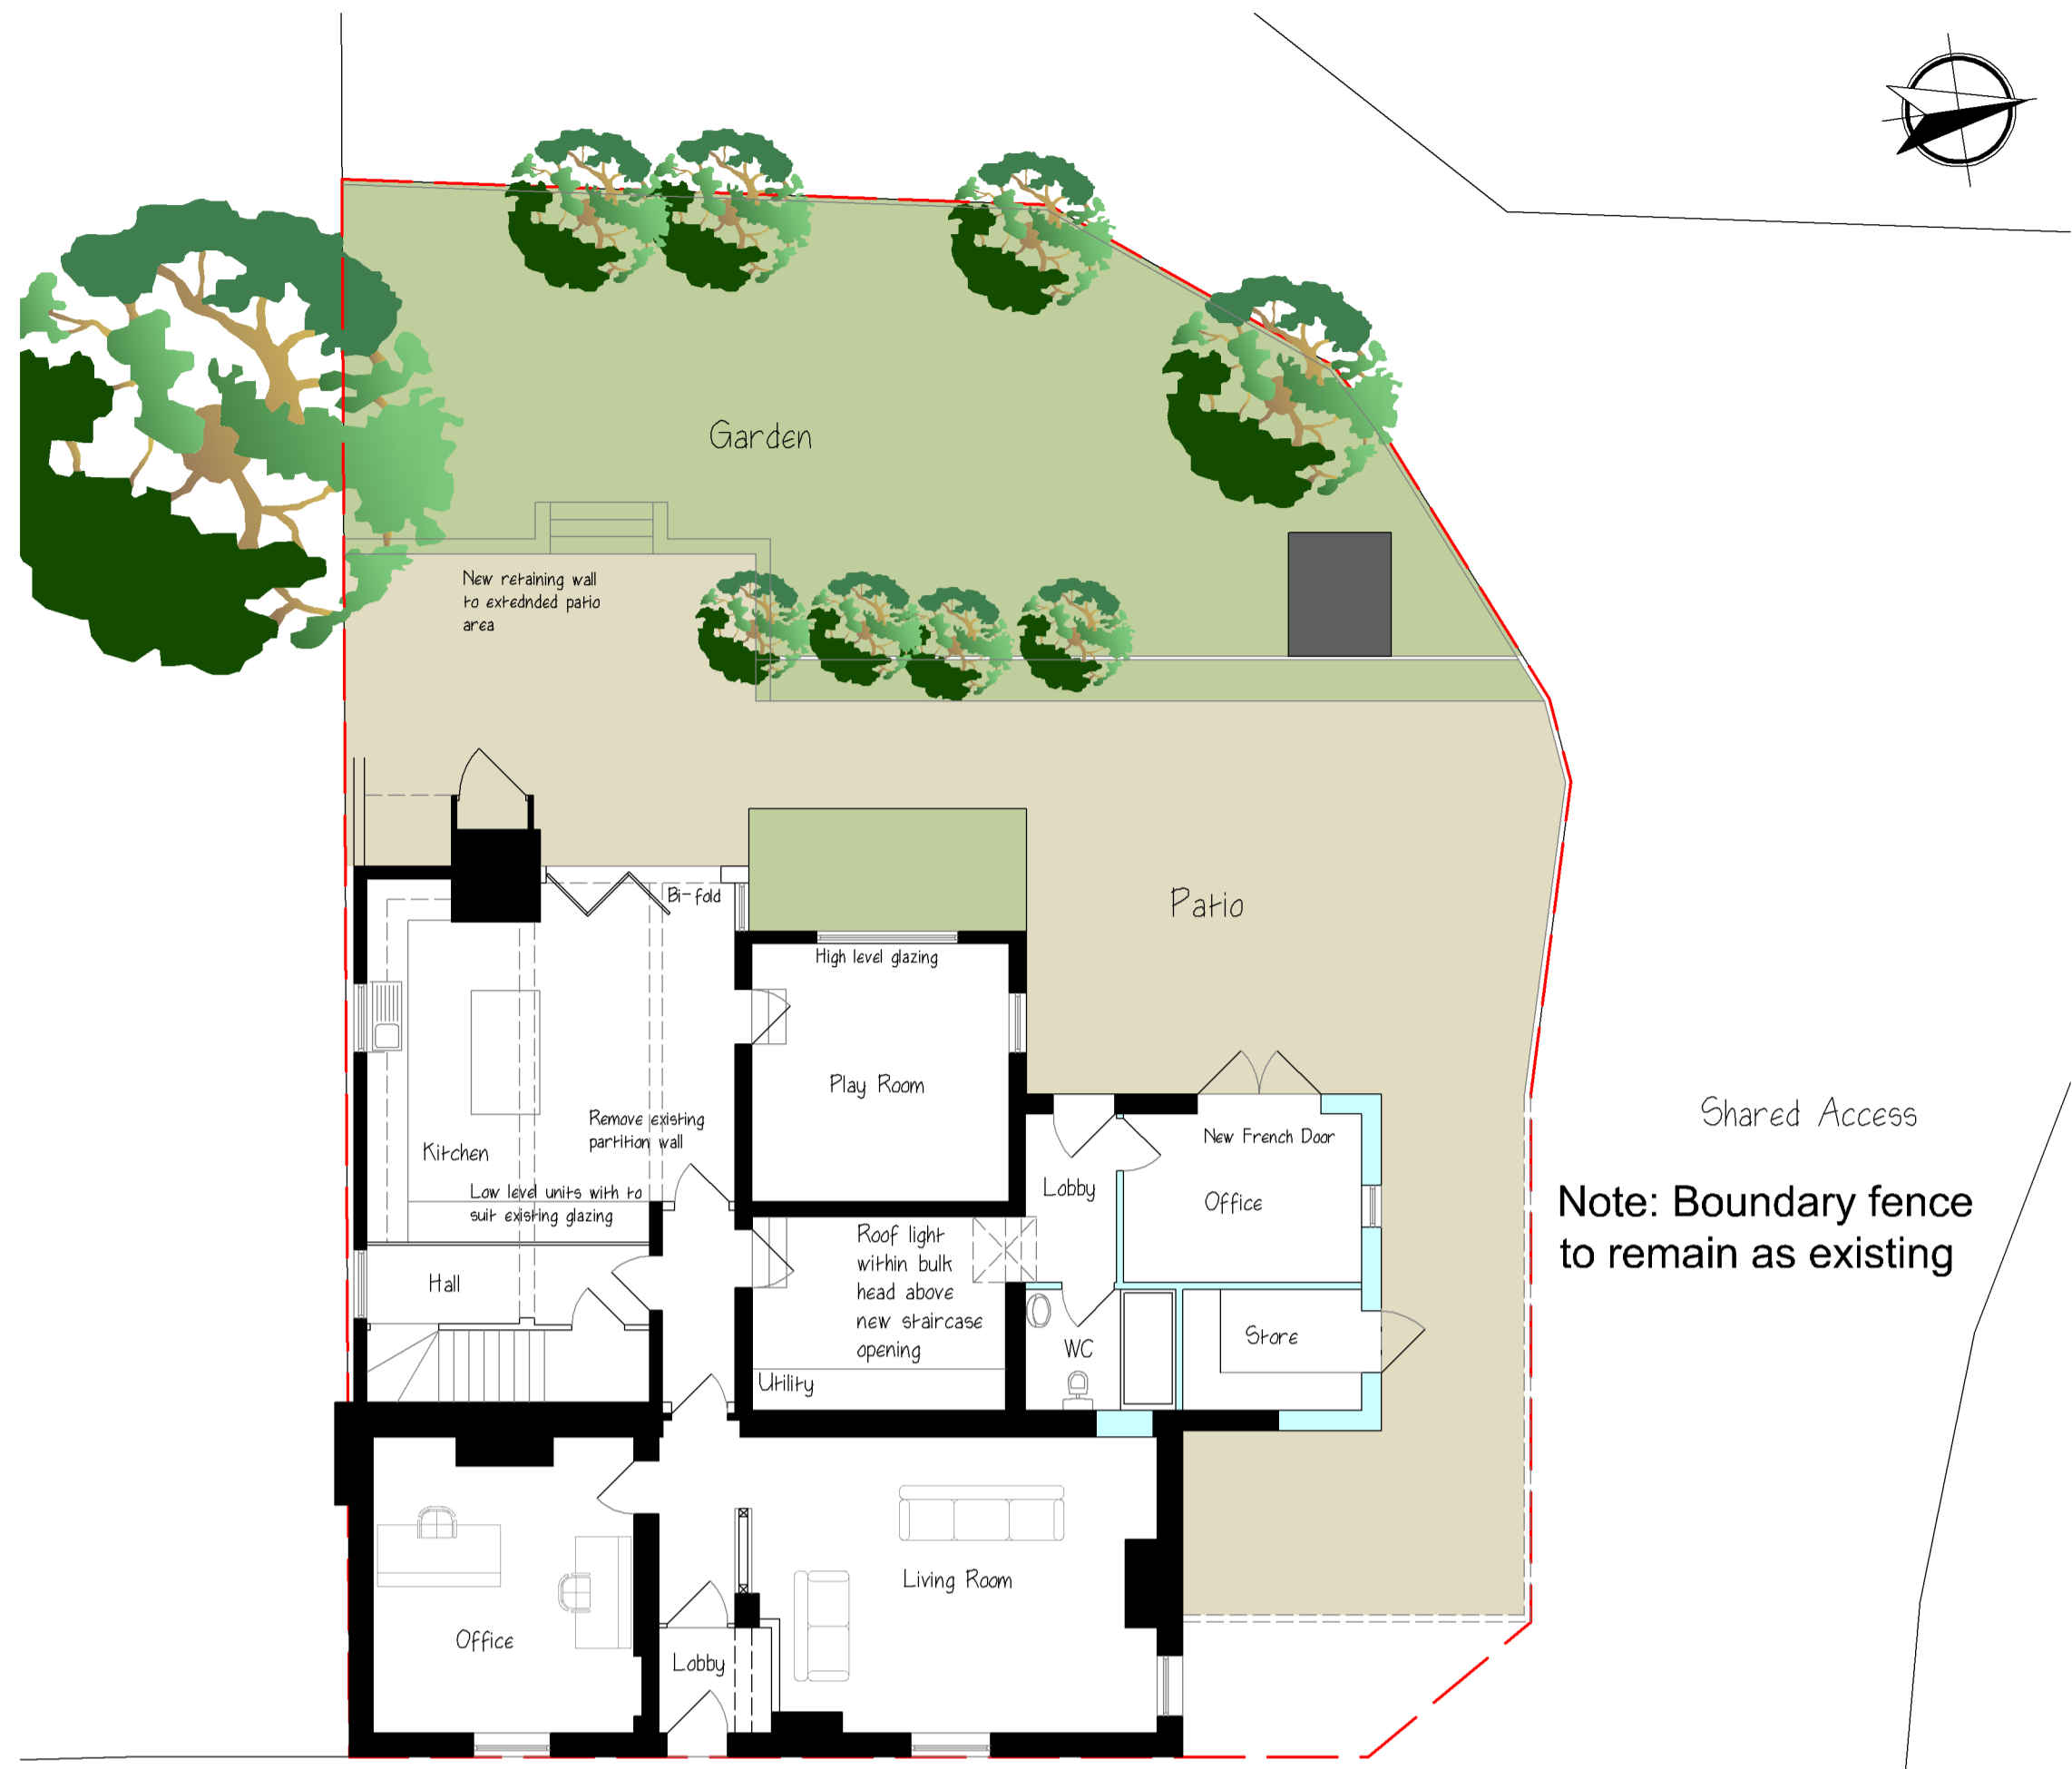 Garden
New retaining wall
to extednded patio
area
Bi-fold
Patio
High level glazing
Play Room
Remove existing
partition wall
Kitchen
Low level units with to
suit existing glazing
Shared Access
New French Door
Lobby
Office
Note: Boundary fence
to remain as existing
Roof light
within bulk
head above
new staircase
opening
Hall
Store
WC
Utility
Living Room
Office
Lobby